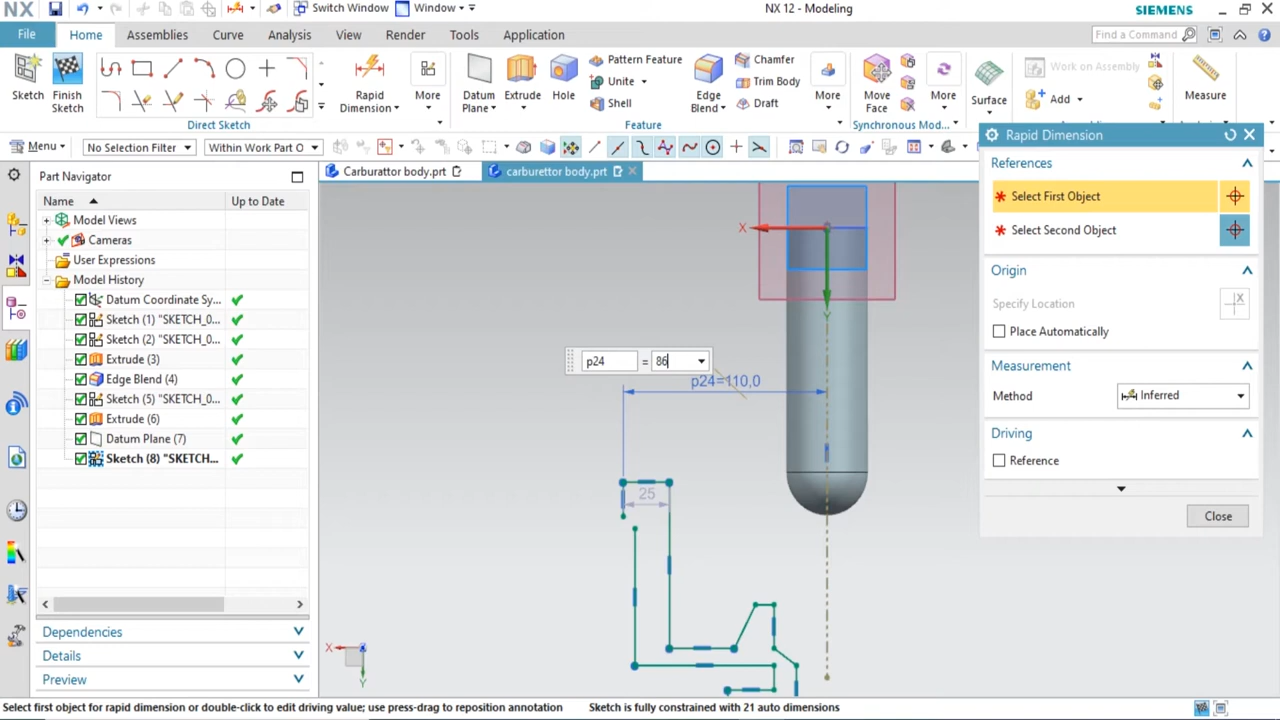 NX
Switch Window
Window
NX 12 - Modeling
SIEMENS
File
Home
Assemblies
Curve
Analysis
View
Render
Tools
Application
Find a Command
Sketch
Finish
Sketch
Rapid
Dimension
More
Datum
Plane
Extrude
Hole
Pattern Feature
Unite
Shell
Edge
Blend
Chamfer
Trim Body
Draft
More
Move
Face
More
Surface
Work on Assembly
Add
Measure
Direct Sketch
Feature
Synchronous Mod...
Menu
No Selection Filter
Within Work Part O
Part Navigator
Name
Up to Date
Model Views
Cameras
User Expressions
Model History
Datum Coordinate Sy...
Sketch (1) "SKETCH_0...
Sketch (2) "SKETCH_0...
Extrude (3)
Edge Blend (4)
Sketch (5) "SKETCH_0...
Extrude (6)
Datum Plane (7)
Sketch (8) "SKETCH...
Dependencies
Details
Preview
Carburattor body.prt
carburettor body.prt
X
Y
p24 = 86
p24=110,0
25
X
Y
Rapid Dimension
References
Select First Object
Select Second Object
Origin
Specify Location
Place Automatically
Measurement
Method
Inferred
Driving
Reference
Close
Select first object for rapid dimension or double-click to edit driving value; use press-drag to reposition annotation
Sketch is fully constrained with 21 auto dimensions